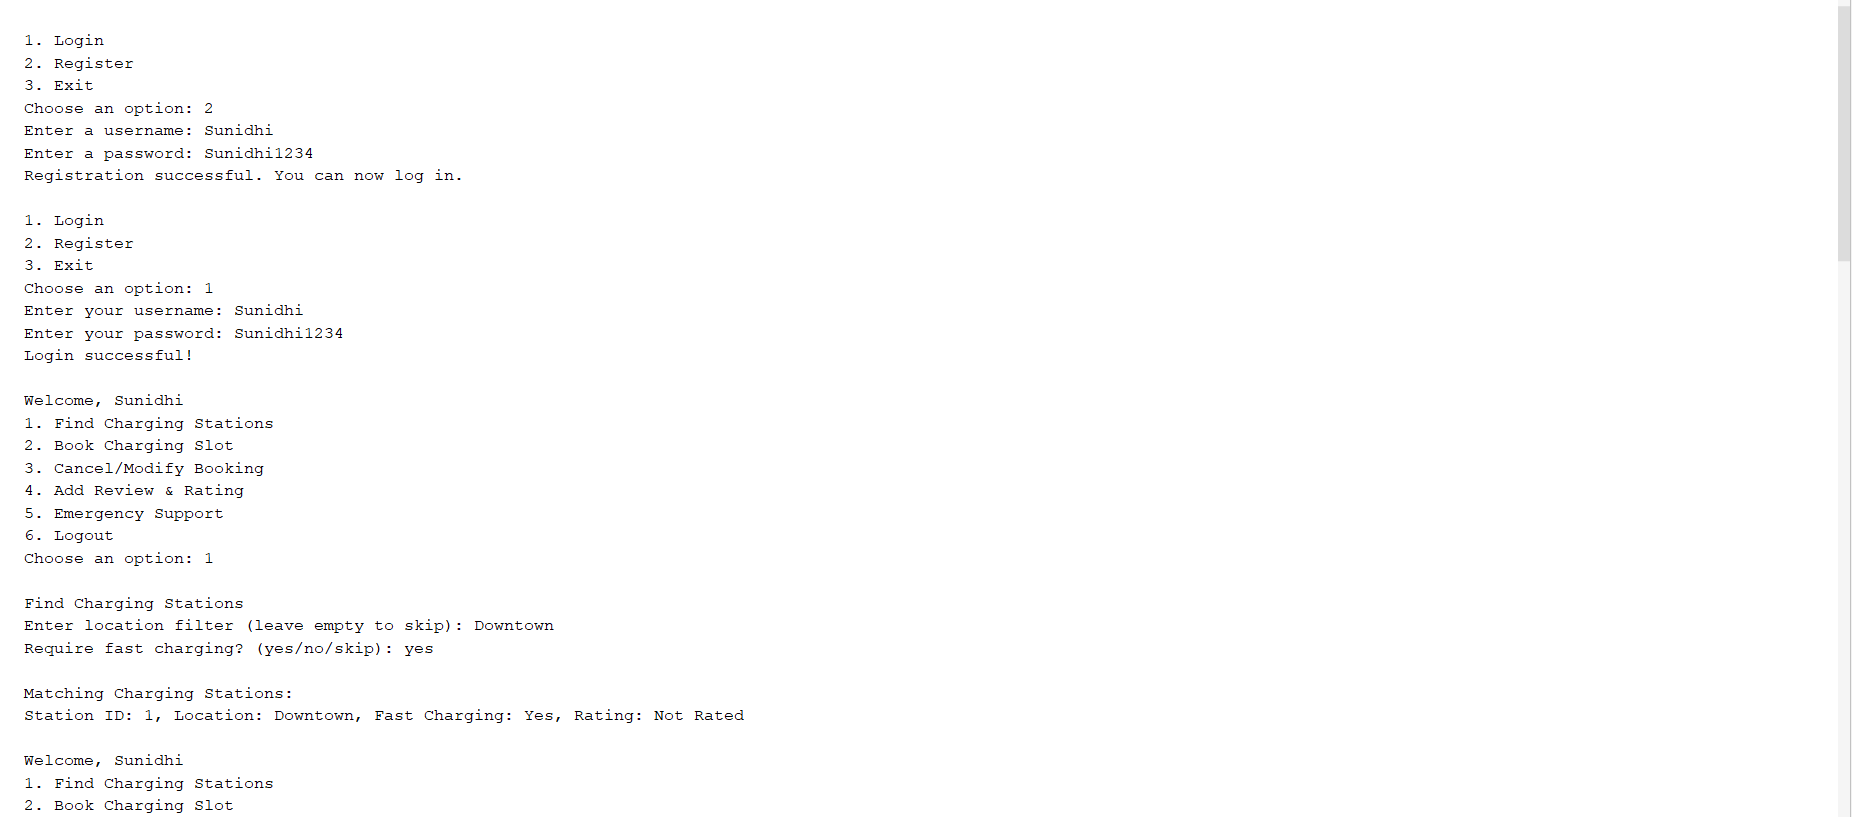 1. Login
2. Register
3. Exit
Choose an option: 2
Enter a username: Sunidhi
Enter a password: Sunidhi1234
Registration successful. You can now log in.
1. Login
2. Register
3. Exit
Choose an option: 1
Enter your username: Sunidhi
Enter your password: Sunidhi1234
Login successful!
Welcome, Sunidhi
1. Find Charging Stations
2. Book Charging Slot
3. Cancel/Modify Booking
4. Add Review & Rating
5. Emergency Support
6. Logout
Choose an option: 1
Find Charging Stations
Enter location filter (leave empty to skip): Downtown
Require fast charging? (yes/no/skip): yes
Matching Charging Stations:
Station ID: 1, Location: Downtown, Fast Charging: Yes, Rating: Not Rated
Welcome, Sunidhi
1. Find Charging Stations
2. Book Charging Slot